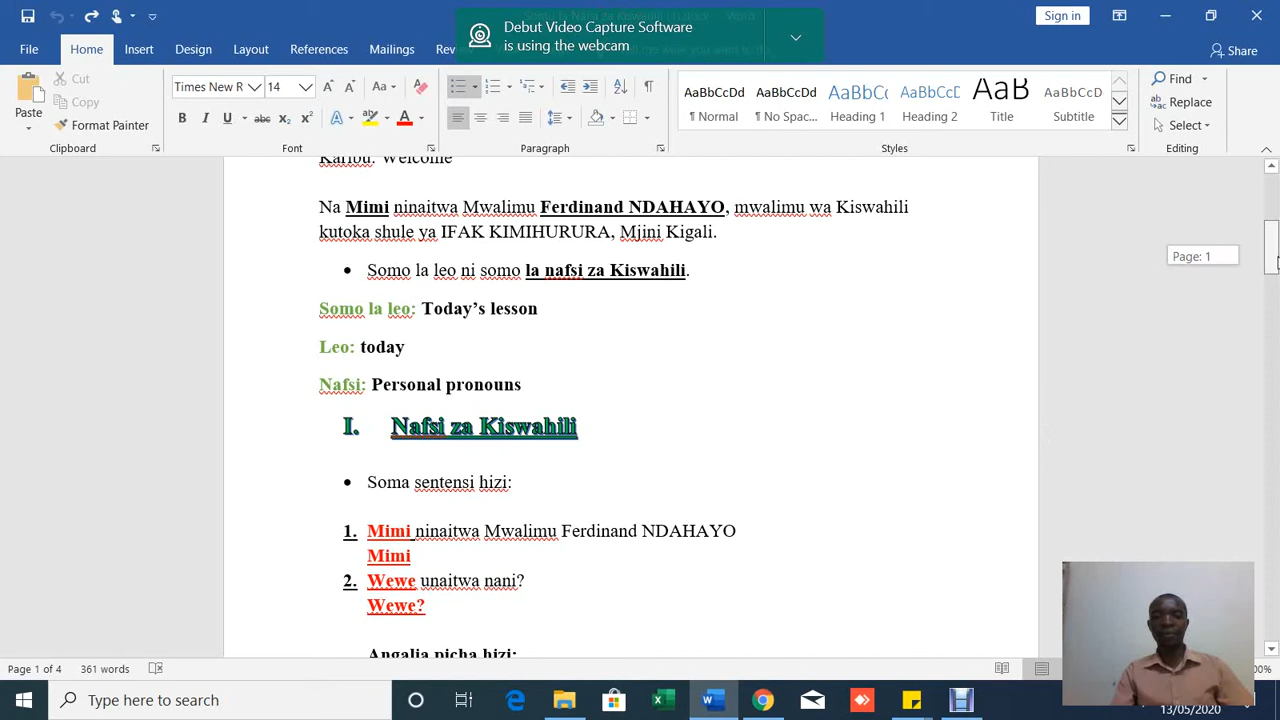 Debut Video Capture Software
is using the webcam
Sign in
File Home Insert Design Layout References Mailings Share
Paste
Cut
Copy
Format Painter
Clipboard
Times New R 14
Font
Paragraph
AaBbCcDd AaBbCcDd AaBbCc AaBbCcD AaB AaBbCcD
¶ Normal ¶ No Spac... Heading 1 Heading 2 Title Subtitle
Styles
Find
Replace
Select
Editing
Karibu: Welcome
Na Mimi ninaitwa Mwalimu Ferdinand NDAHAYO, mwalimu wa Kiswahili
kutoka shule ya IFAK KIMIHURURA, Mjini Kigali.
• Somo la leo ni somo la nafsi za Kiswahili.
Page: 1
Somo la leo: Today’s lesson
Leo: today
Nafsi: Personal pronouns
I. Nafsi za Kiswahili
• Soma sentensi hizi:
1. Mimi ninaitwa Mwalimu Ferdinand NDAHAYO
Mimi
2. Wewe unaitwa nani?
Wewe?
Angalia picha hizi:
Page 1 of 4 361 words
Type here to search
13/05/2020